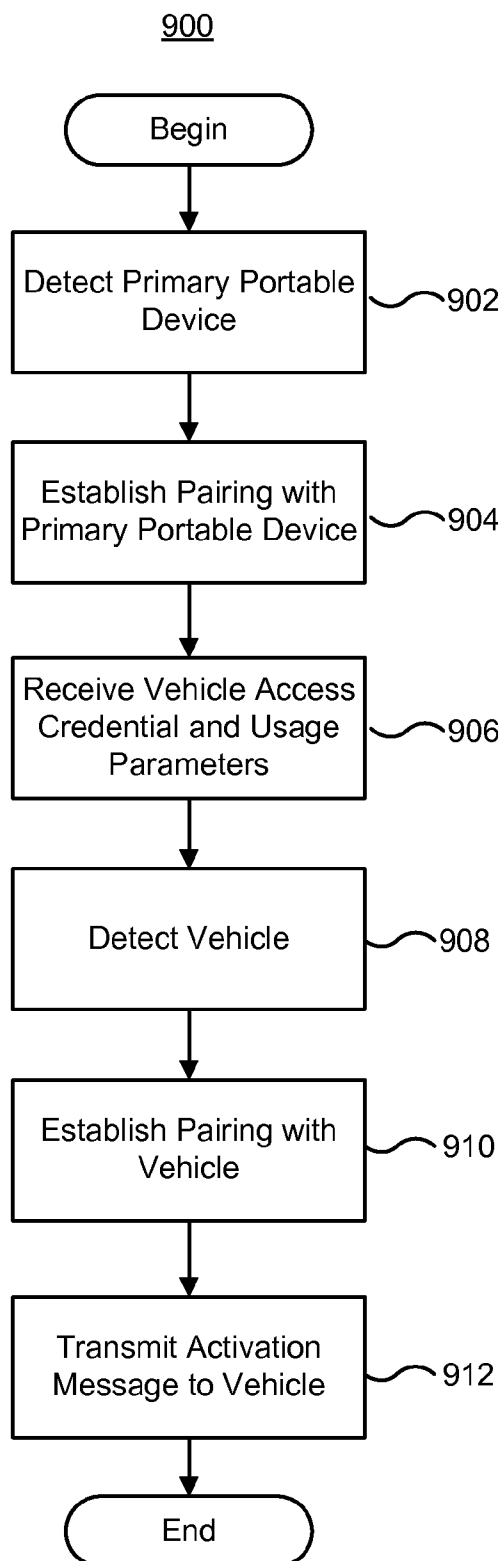 900
Begin
Detect Primary Portable
Device
902
Establish Pairing with
Primary Portable Device
904
Receive Vehicle Access
Credential and Usage
Parameters
906
Detect Vehicle
908
Establish Pairing with
Vehicle
910
Transmit Activation
Message to Vehicle
912
End